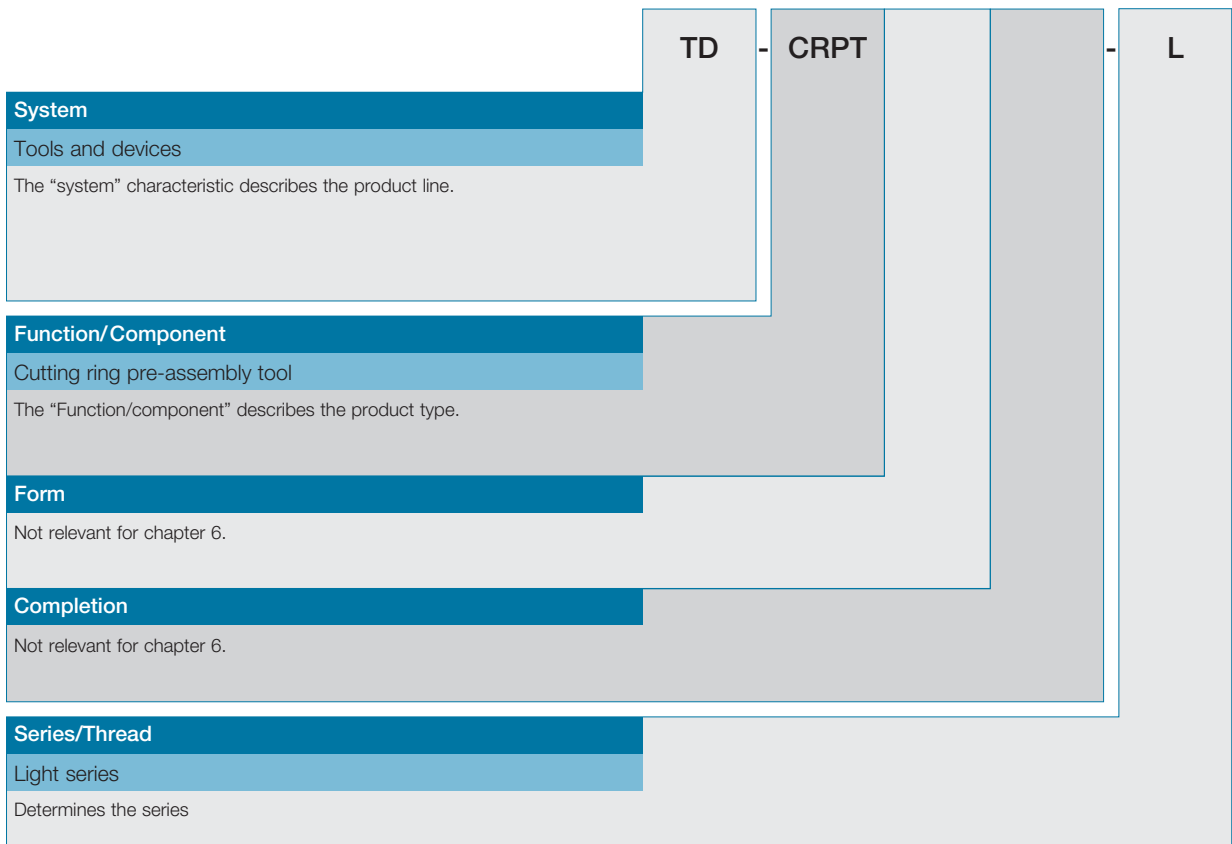 TD - CRPT - L
System
Tools and devices
The “system” characteristic describes the product line.
Function/Component
Cutting ring pre-assembly tool
The “Function/component” describes the product type.
Form
Not relevant for chapter 6.
Completion
Not relevant for chapter 6.
Series/Thread
Light series
Determines the series